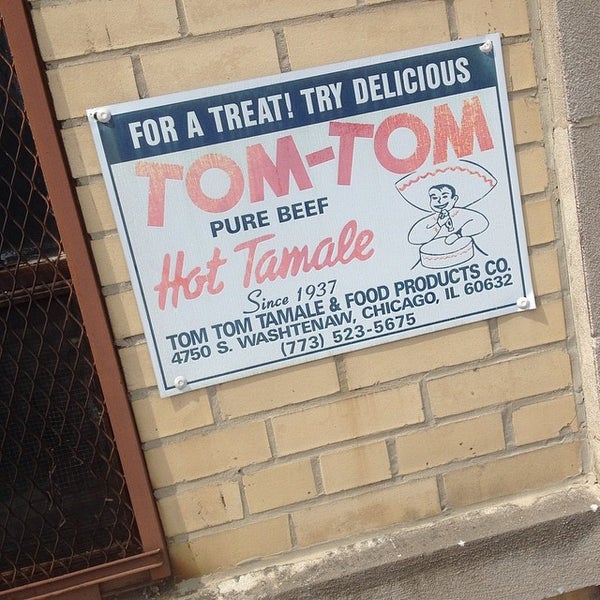 FOR A TREAT! TRY DELICIOUS
TOM-TOM
PURE BEEF
Hot Tamale
Since 1937
TOM TOM TAMALE & FOOD PRODUCTS CO.
4750 S. WASHTENAW, CHICAGO, IL 60632
(773) 523-5675